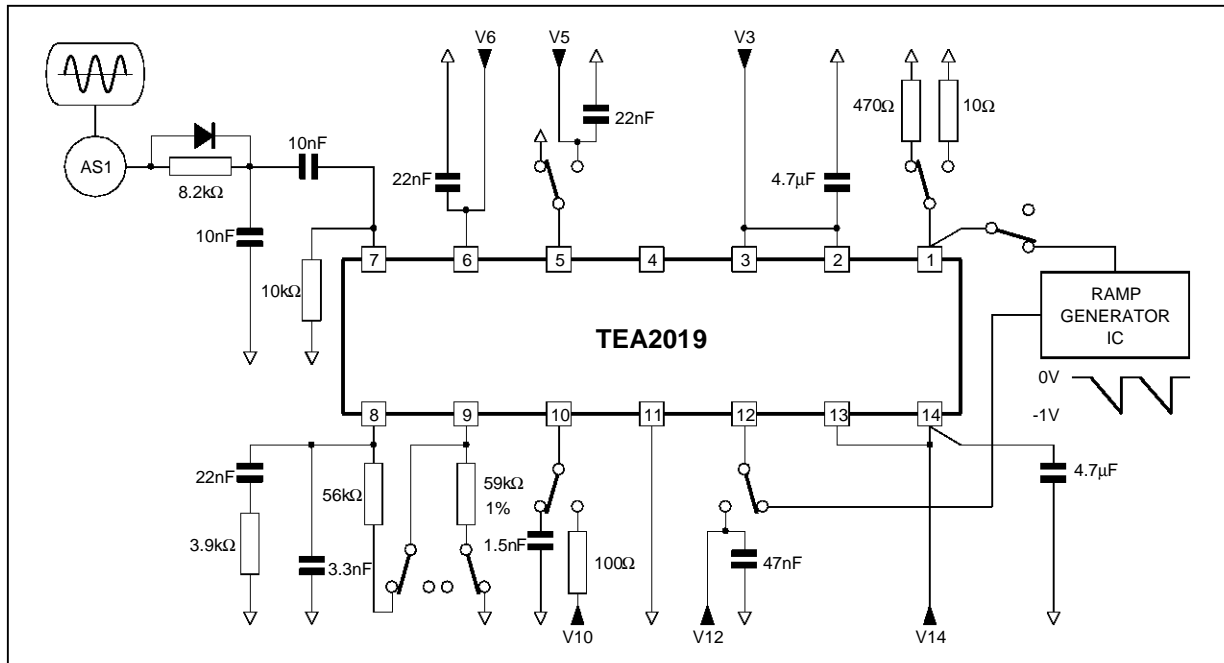 V6
V5
V3
22nF
470Ω
10Ω
10nF
AS1
8.2kΩ
22nF
4.7µF
10nF
7
6
5
4
3
2
1
10kΩ
RAMP
GENERATOR
IC
TEA2019
0V
-1V
8
9
10
11
12
13
14
22nF
56kΩ
59kΩ
1%
4.7µF
3.9kΩ
3.3nF
1.5nF
100Ω
47nF
V10
V12
V14